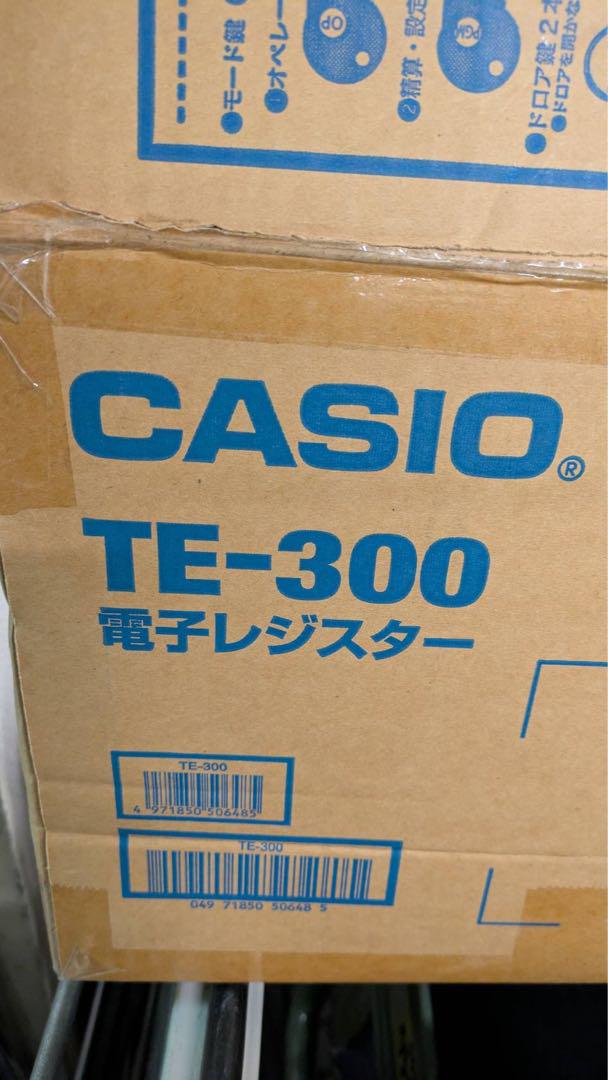 ●モード鍵
①オペレー
②精算・設定
●ドロア鍵2本
●ドロアを開かな
CASIO®
TE-300
電子レジスター
TE-300
4 971850 506485
TE-300
049 71850 50648 5